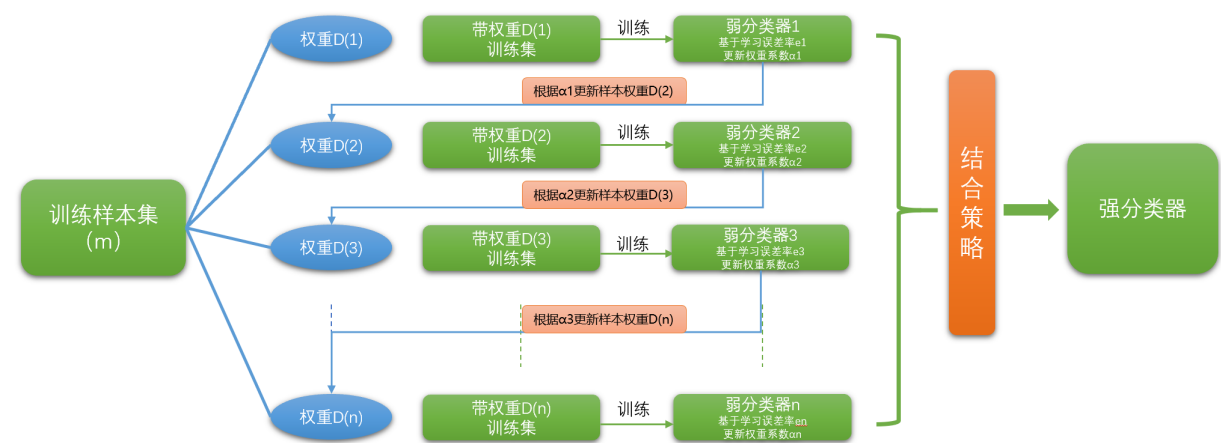 权重D(1)
带权重D(1)
训练集
训练
弱分类器1
基于学习误差率e1
更新权重系数α1
根据α1更新样本权重D(2)
权重D(2)
带权重D(2)
训练集
训练
弱分类器2
基于学习误差率e2
更新权重系数α2
根据α2更新样本权重D(3)
训练样本集
(m)
权重D(3)
带权重D(3)
训练集
训练
弱分类器3
基于学习误差率e3
更新权重系数α3
根据α3更新样本权重D(n)
权重D(n)
带权重D(n)
训练集
训练
弱分类器n
基于学习误差率en
更新权重系数αn
结合策略
强分类器